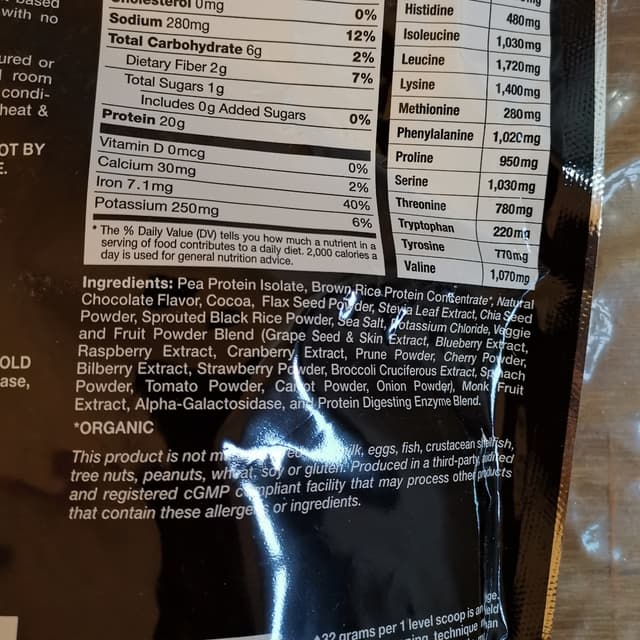 with no
ured or
room
condi-
heat &
OT BY
E.
OLD
ase,
Cholesterol 0mg 0%
Sodium 280mg 12%
Total Carbohydrate 6g 2%
Dietary Fiber 2g 7%
Total Sugars 1g
Includes 0g Added Sugars 0%
Protein 20g
Vitamin D 0mcg 0%
Calcium 30mg 2%
Iron 7.1mg 40%
Potassium 250mg 6%
* The % Daily Value (DV) tells you how much a nutrient in a
serving of food contributes to a daily diet. 2,000 calories a
day is used for general nutrition advice.
Histidine 480mg
Isoleucine 1,030mg
Leucine 1,720mg
Lysine 1,400mg
Methionine 280mg
Phenylalanine 1,020mg
Proline 950mg
Serine 1,030mg
Threonine 780mg
Tryptophan 220mg
Tyrosine 770mg
Valine 1,070mg
Ingredients: Pea Protein Isolate, Brown Rice Protein Concentrate*, Natural
Chocolate Flavor, Cocoa, Flax Seed Powder, Stevia Leaf Extract, Chia Seed
Powder, Sprouted Black Rice Powder, Sea Salt, Potassium Chloride, Veggie
and Fruit Powder Blend (Grape Seed & Skin Extract, Blueberry Extract,
Raspberry Extract, Cranberry Extract, Prune Powder, Cherry Powder,
Bilberry Extract, Strawberry Powder, Broccoli Cruciferous Extract, Spinach
Powder, Tomato Powder, Carrot Powder, Onion Powder), Monk Fruit
Extract, Alpha-Galactosidase, and Protein Digesting Enzyme Blend.
*ORGANIC
This product is not milk, eggs, fish, crustacean shellfish,
tree nuts, peanuts, wheat, soy or gluten. Produced in a third-party audited
and registered cGMP compliant facility that may process other products
that contain these allergens or ingredients.
32 grams per 1 level scoop is an
technique